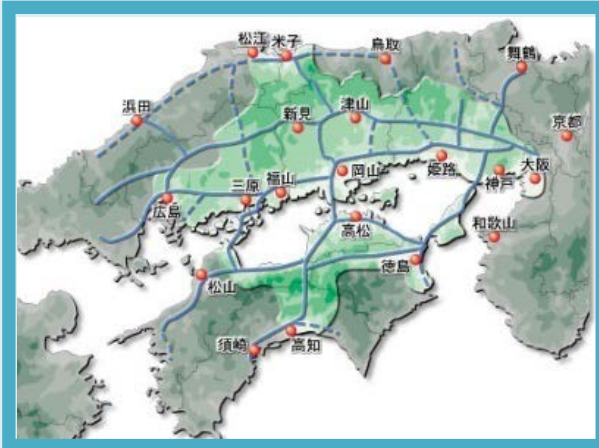 松江
米子
鳥取
舞鶴
浜田
新見
津山
京都
岡山
姫路
神戸
大阪
広島
三原
福山
高松
和歌山
徳島
松山
須崎
高知